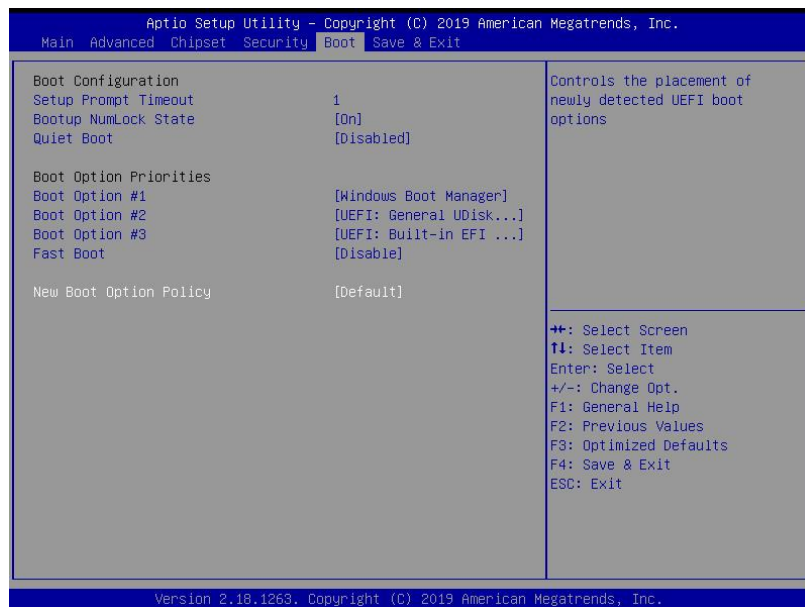 Aptio Setup Utility – Copyright (C) 2019 American Megatrends, Inc.
Main Advanced Chipset Security Boot Save & Exit
Boot Configuration
Setup Prompt Timeout 1
Bootup NumLock State [On]
Quiet Boot [Disabled]
Boot Option Priorities
Boot Option #1 [Windows Boot Manager]
Boot Option #2 [UEFI: General UDisk...]
Boot Option #3 [UEFI: Built-in EFI ...]
Fast Boot [Disable]
New Boot Option Policy [Default]
Controls the placement of
newly detected UEFI boot
options
→←: Select Screen
↑↓: Select Item
Enter: Select
+/-: Change Opt.
F1: General Help
F2: Previous Values
F3: Optimized Defaults
F4: Save & Exit
ESC: Exit
Version 2.18.1263. Copyright (C) 2019 American Megatrends, Inc.